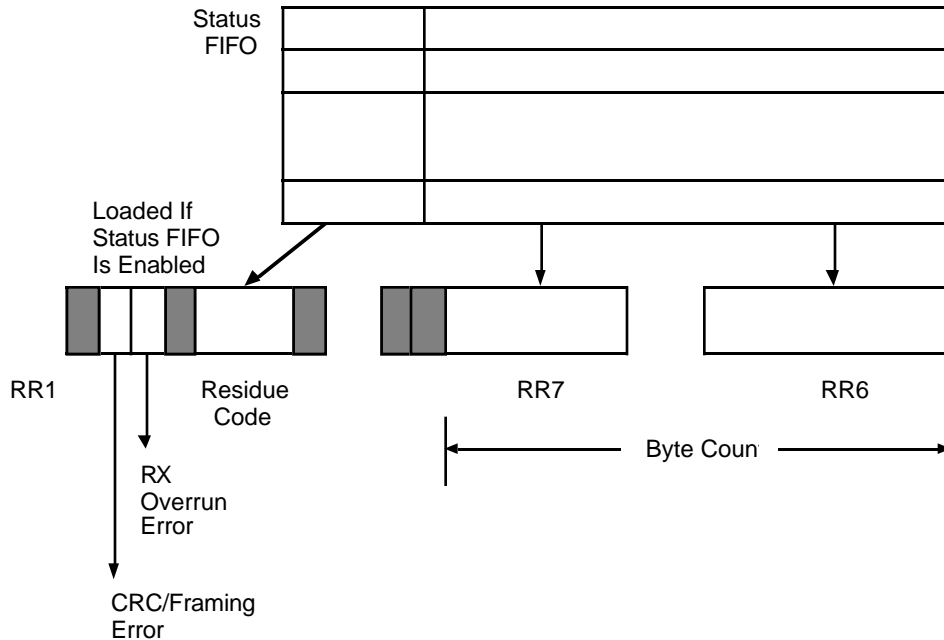 Status
FIFO
Loaded If
Status FIFO
Is Enabled
RR1
Residue
Code
RR7
RR6
Byte Coun
RX
Overrun
Error
CRC/Framing
Error